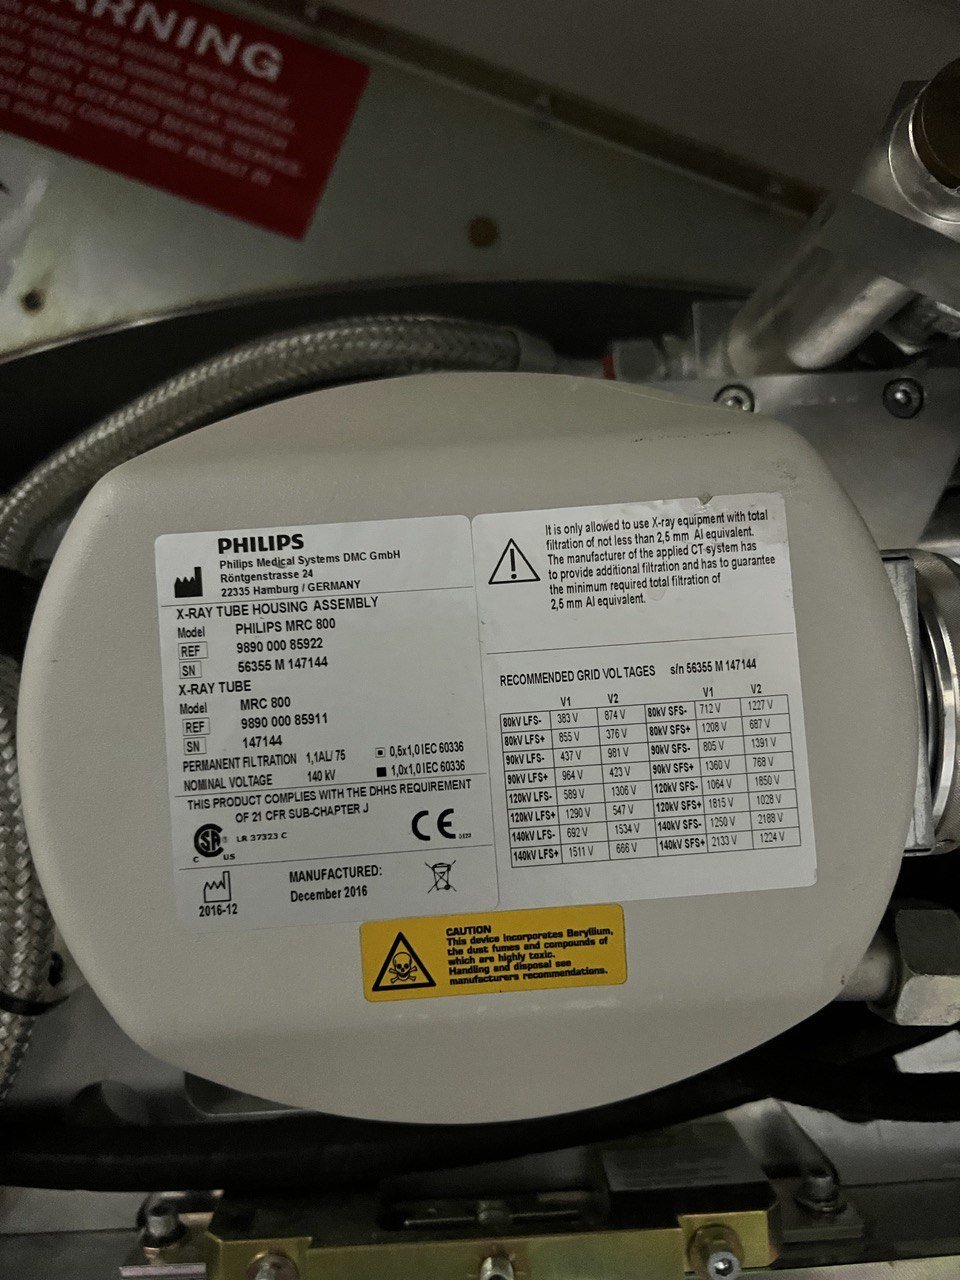 WARNING
PHILIPS
Philips Medical Systems DMC GmbH
Röntgenstrasse 24
22335 Hamburg / GERMANY
X-RAY TUBE HOUSING ASSEMBLY
Model PHILIPS MRC 800
REF 9890 000 85922
SN 56355 M 147144
X-RAY TUBE
Model MRC 800
REF 9890 000 85911
SN 147144
PERMANENT FILTRATION 1,1AL/ 75 0,5x1,0 IEC 60336
NOMINAL VOLTAGE 140 kV 1,0x1,0 IEC 60336
THIS PRODUCT COMPLIES WITH THE DHHS REQUIREMENT
OF 21 CFR SUB-CHAPTER J
CSA ® LR 37323 C
C US
CE 0123
MANUFACTURED:
2016-12 December 2016
It is only allowed to use X-ray equipment with total
filtration of not less than 2,5 mm Al equivalent.
The manufacturer of the applied CT-system has
to provide additional filtration and has to guarantee
the minimum required total filtration of
2,5 mm Al equivalent.
RECOMMENDED GRID VOLTAGES s/n 56355 M 147144
V1 V2 V1 V2
80kV LFS- 383 V 874 V 80kV SFS- 712 V 1227 V
80kV LFS+ 855 V 376 V 80kV SFS+ 1208 V 687 V
90kV LFS- 437 V 981 V 90kV SFS- 805 V 1391 V
90kV LFS+ 964 V 423 V 90kV SFS+ 1360 V 768 V
120kV LFS- 589 V 1306 V 120kV SFS- 1064 V 1850 V
120kV LFS+ 1290 V 547 V 120kV SFS+ 1815 V 1028 V
140kV LFS- 692 V 1534 V 140kV SFS- 1250 V 2188 V
140kV LFS+ 1511 V 666 V 140kV SFS+ 2133 V 1224 V
CAUTION
This device incorporates Beryllium,
the dust fumes and compounds of
which are highly toxic.
Handling and disposal see
manufacturers recommendations.